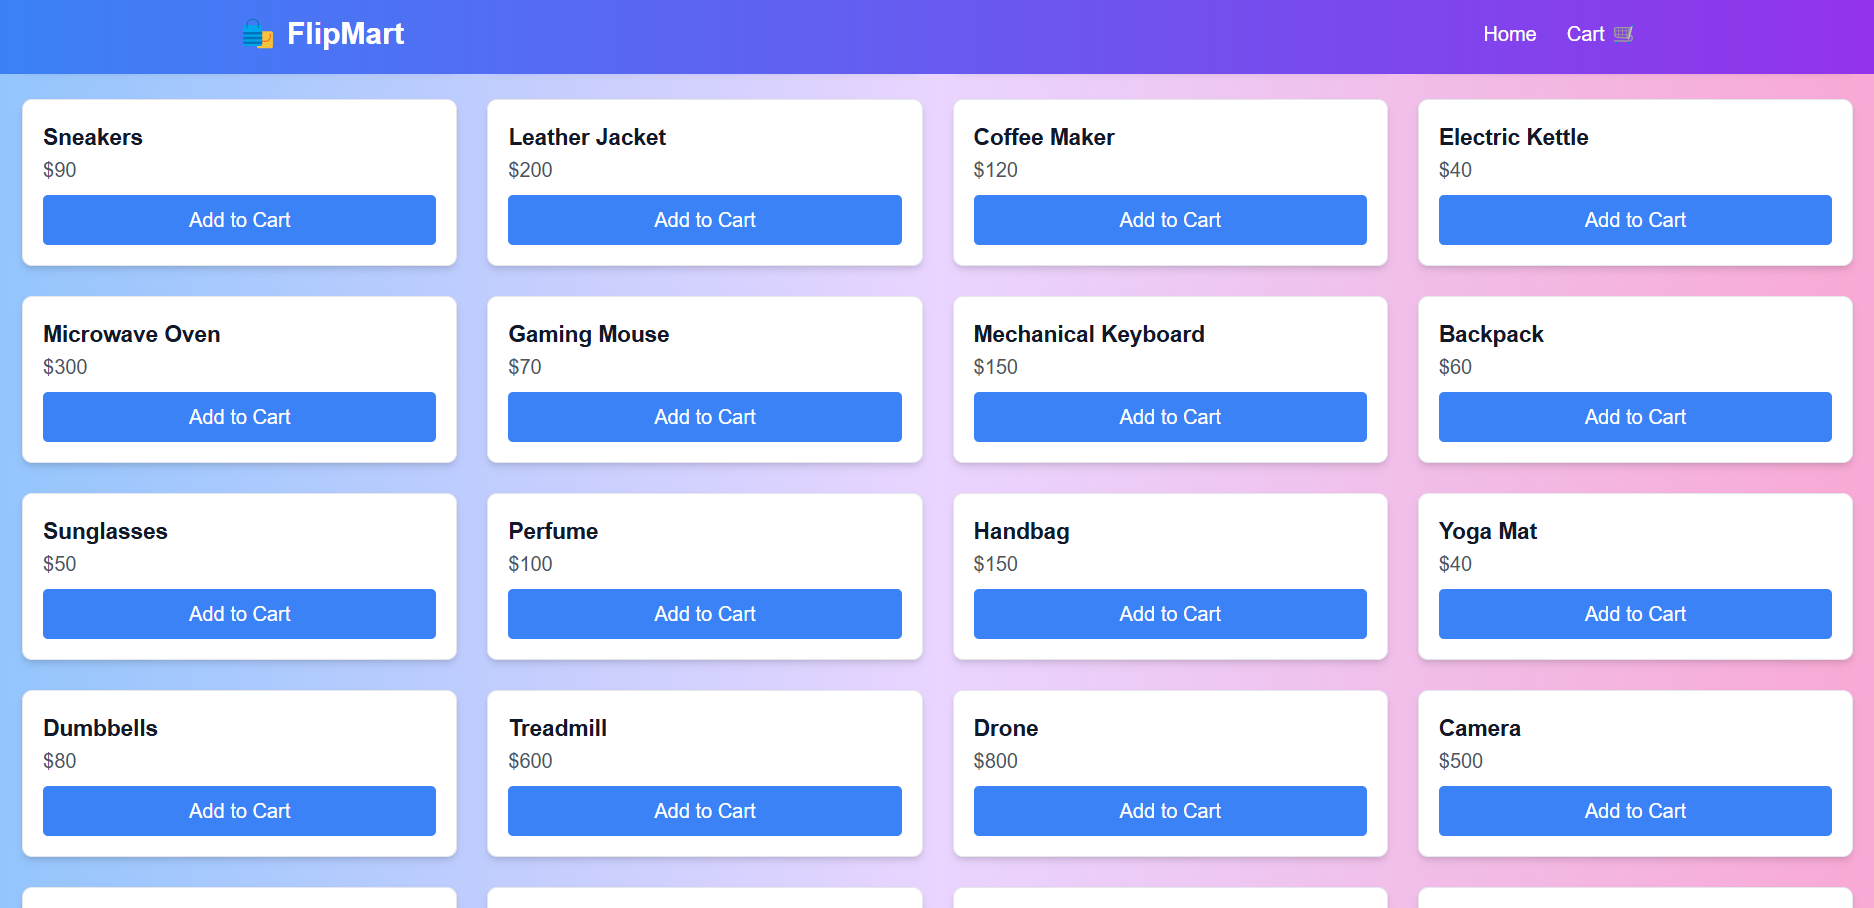 FlipMart
Home Cart
Sneakers
$90
Add to Cart
Leather Jacket
$200
Add to Cart
Coffee Maker
$120
Add to Cart
Electric Kettle
$40
Add to Cart
Microwave Oven
$300
Add to Cart
Gaming Mouse
$70
Add to Cart
Mechanical Keyboard
$150
Add to Cart
Backpack
$60
Add to Cart
Sunglasses
$50
Add to Cart
Perfume
$100
Add to Cart
Handbag
$150
Add to Cart
Yoga Mat
$40
Add to Cart
Dumbbells
$80
Add to Cart
Treadmill
$600
Add to Cart
Drone
$800
Add to Cart
Camera
$500
Add to Cart